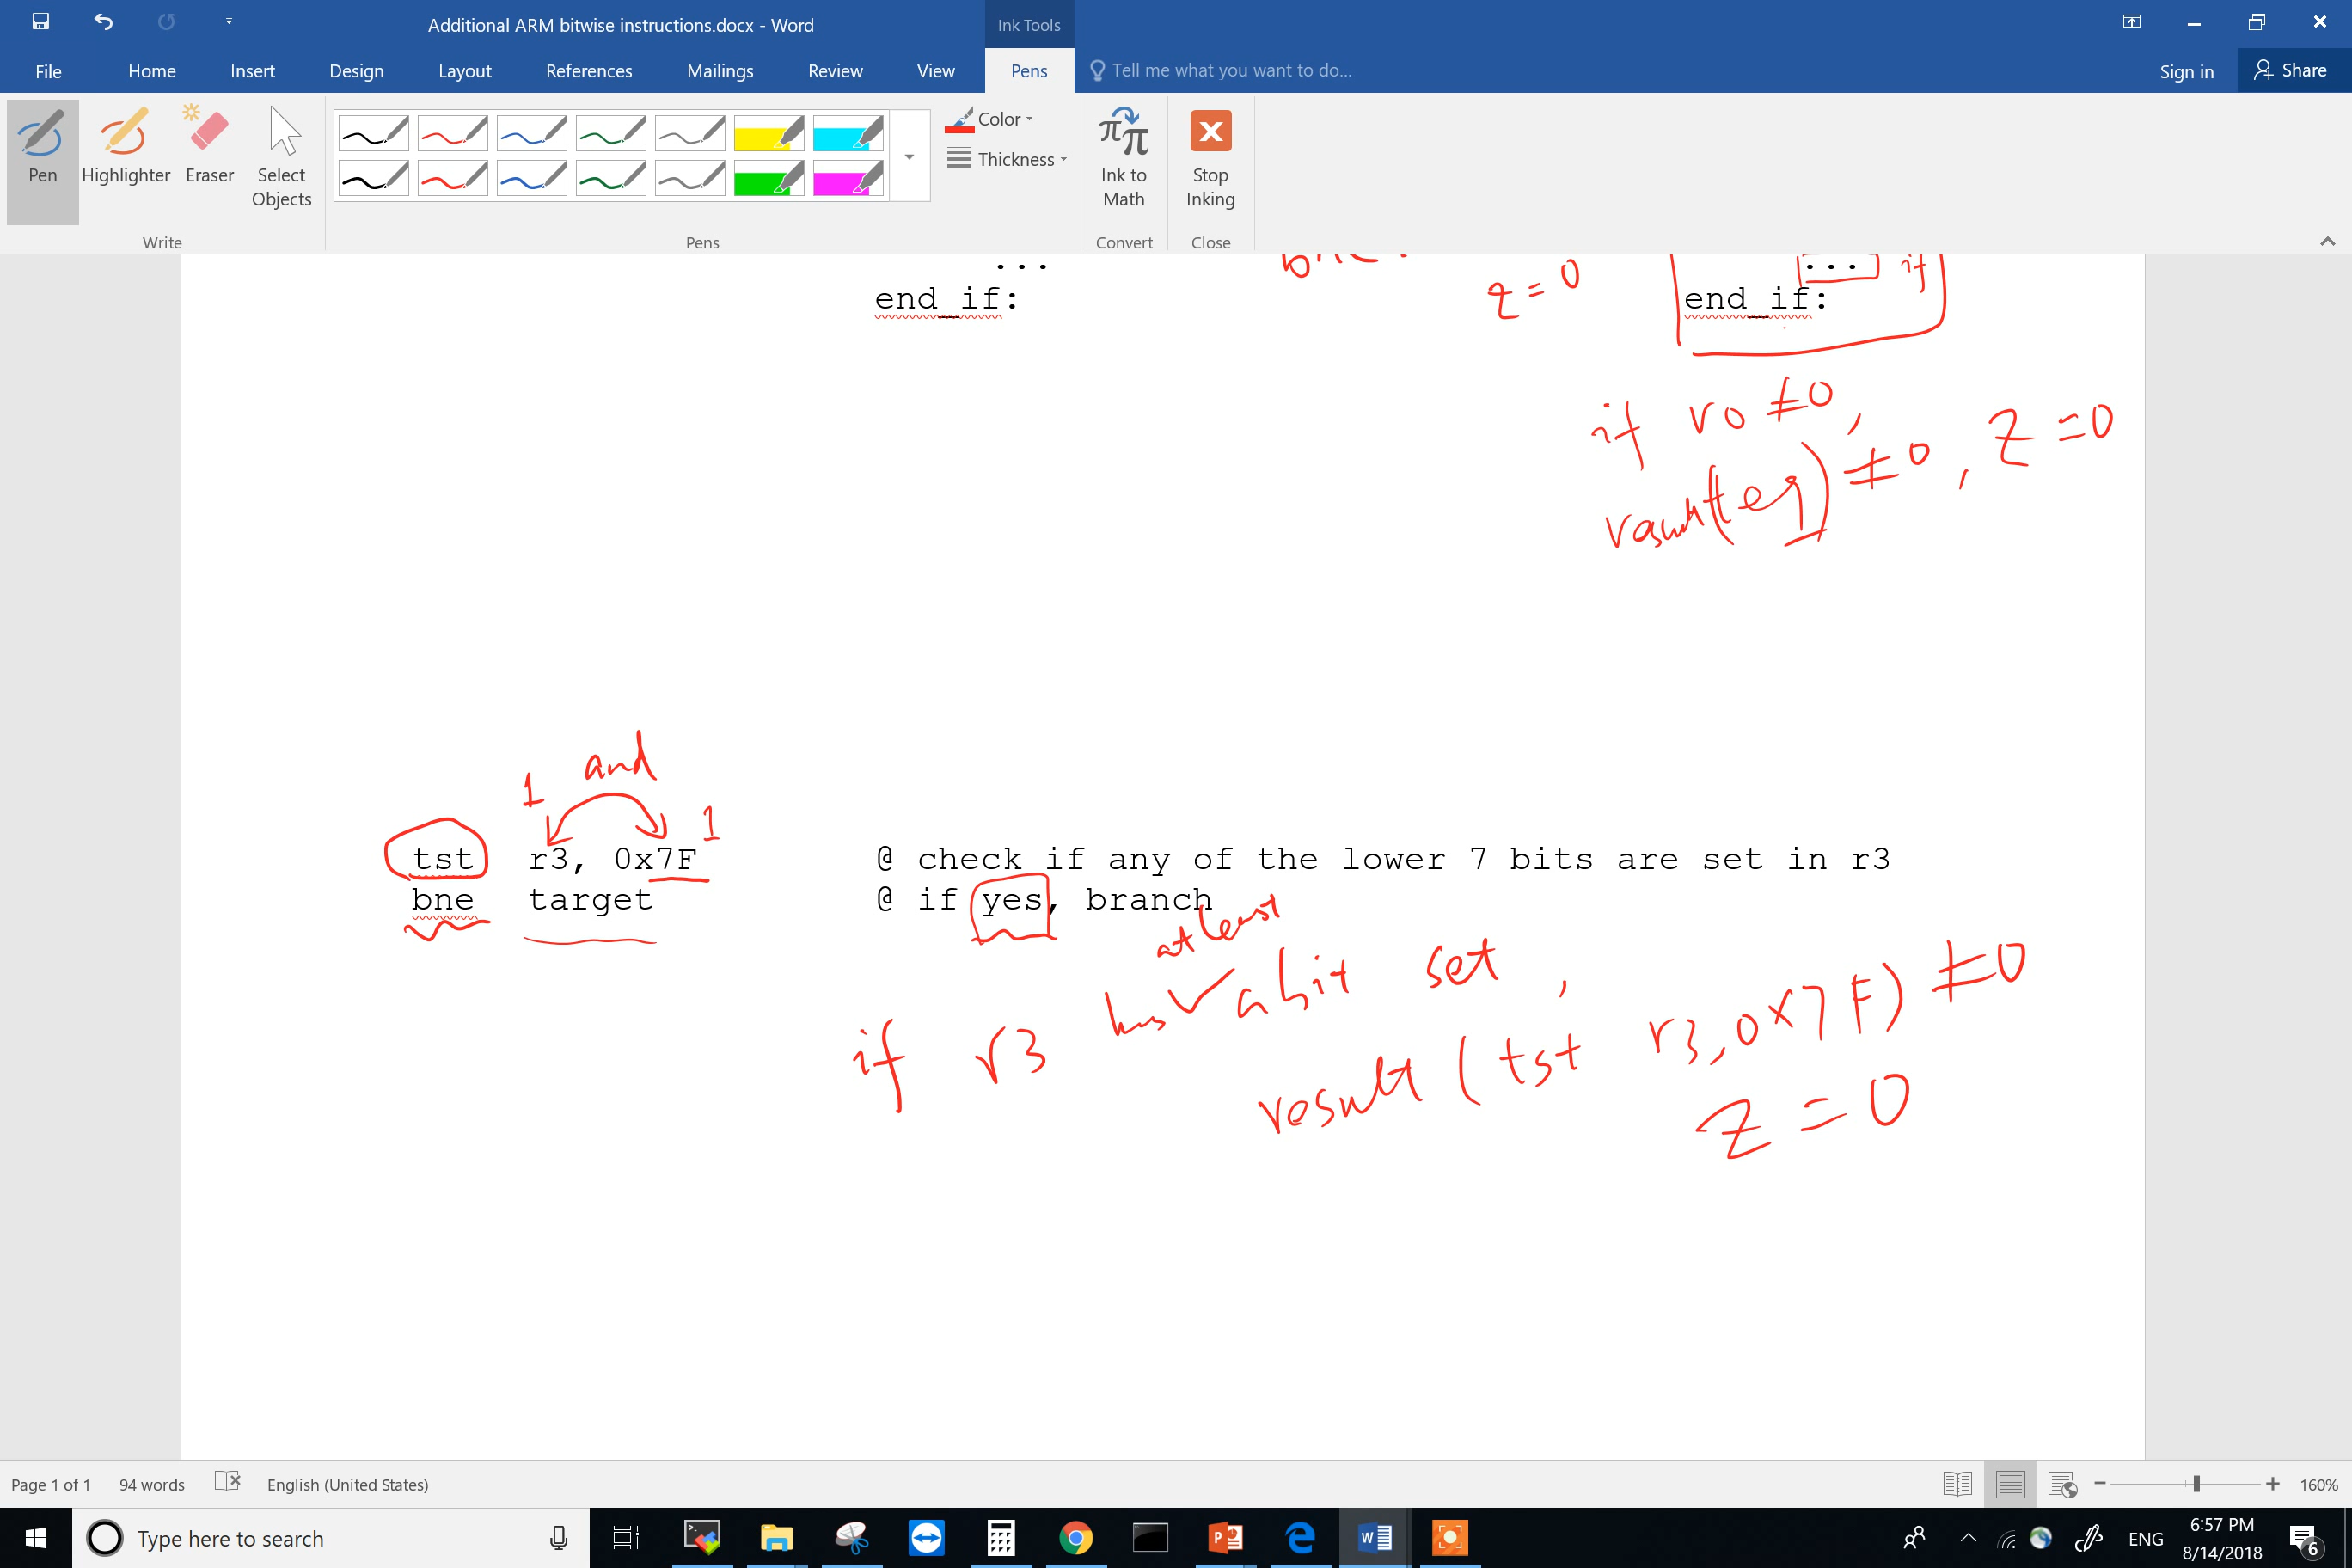 Additional ARM bitwise instructions.docx - Word
Ink Tools
File Home Insert Design Layout References Mailings Review View Pens Tell me what you want to do... Sign in Share
Pen Highlighter Eraser Select Objects
Color
Thickness
Ink to Math
Stop Inking
Write Pens Convert Close
... bne ... if
end_if: z = 0 end_if:
if r0 ≠ 0,
result(teq) ≠ 0, Z = 0
1 and
1
tst r3, 0x7F @ check if any of the lower 7 bits are set in r3
bne target @ if yes, branch
at least
if r3 has a bit set,
result (tst r3, 0x7F) ≠ 0
Z = 0
Page 1 of 1 94 words English (United States) 160%
Type here to search ENG 6:57 PM
8/14/2018 6